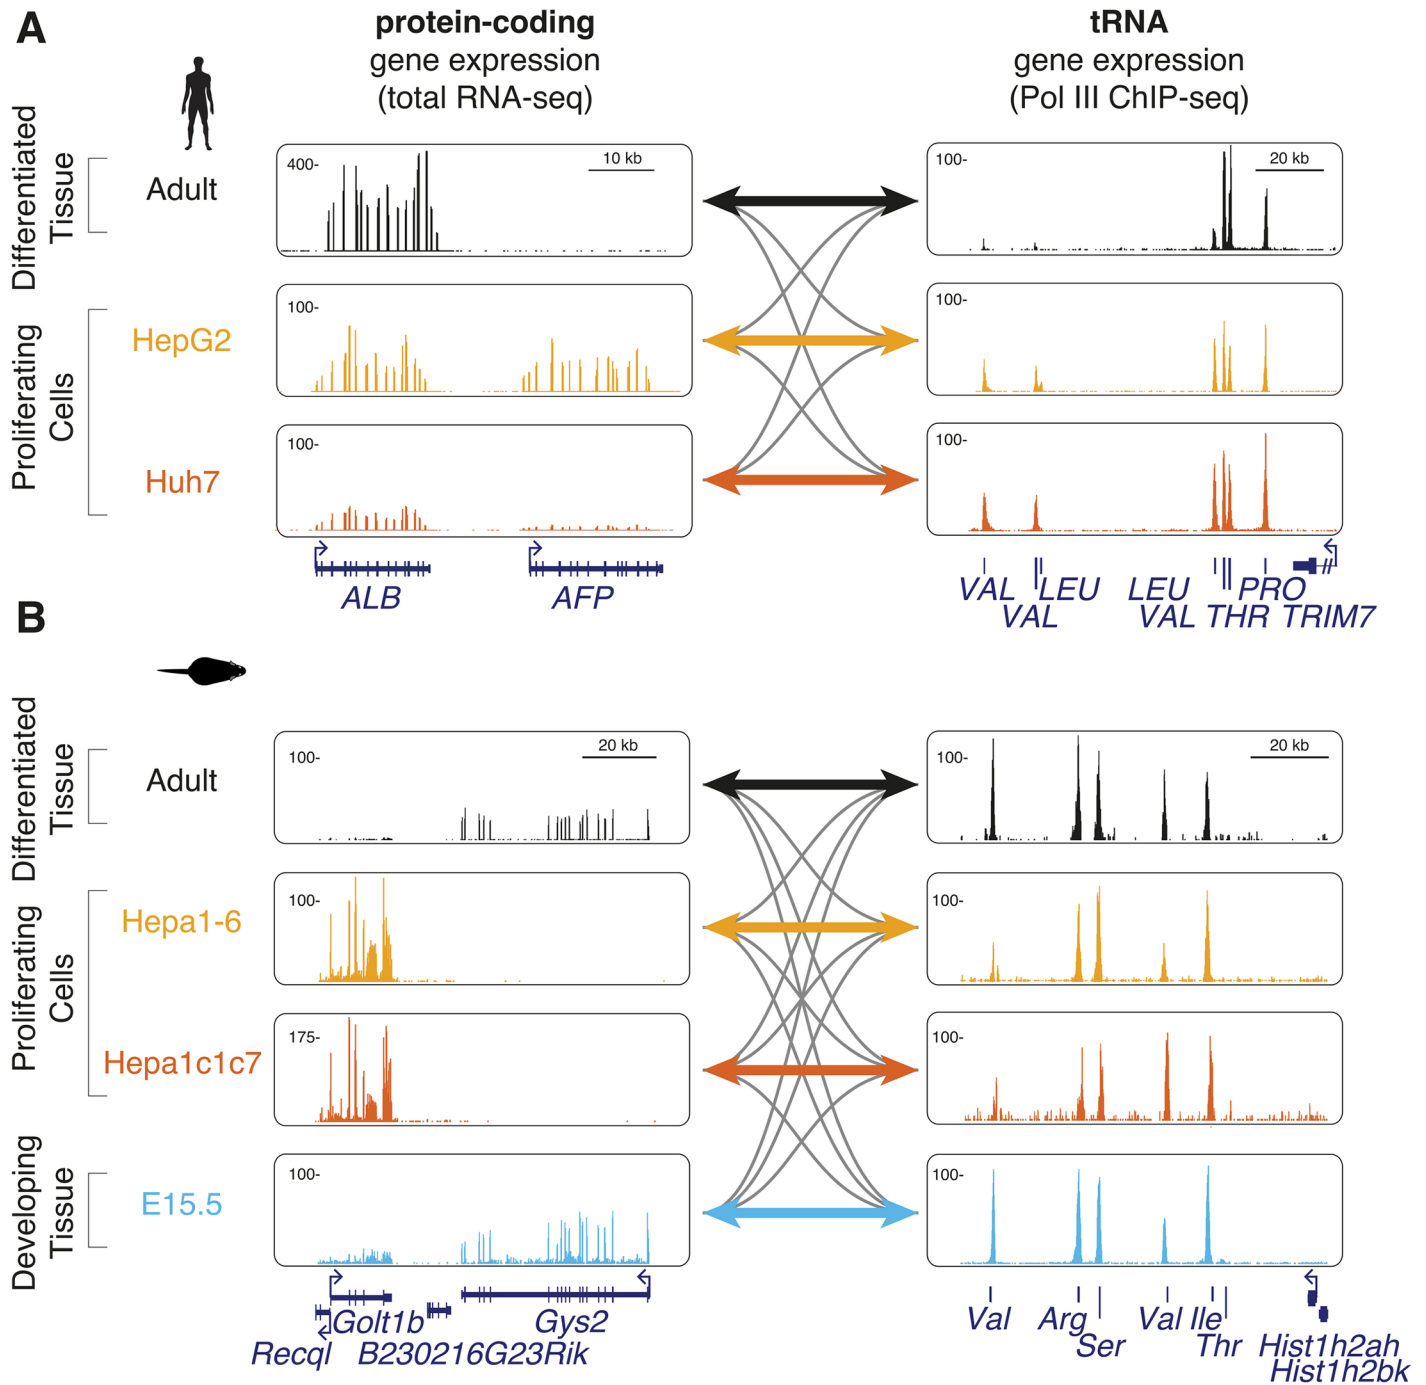 A
protein-coding
gene expression
(total RNA-seq)
tRNA
gene expression
(Pol III ChIP-seq)
Differentiated
Tissue
Adult
400-
10 kb
100-
20 kb
Proliferating
Cells
HepG2
100-
100-
Huh7
100-
100-
ALB
AFP
VAL
LEU
LEU
PRO
VAL
VAL
THR
TRIM7
B
Differentiated
Tissue
Adult
100-
20 kb
100-
20 kb
Proliferating
Cells
Hepa1-6
100-
100-
Hepa1c1c7
175-
100-
Developing
Tissue
E15.5
100-
100-
Golt1b
Gys2
Recql
B230216G23Rik
Val
Arg
Val
Ile
Ser
Thr
Hist1h2ah
Hist1h2bk